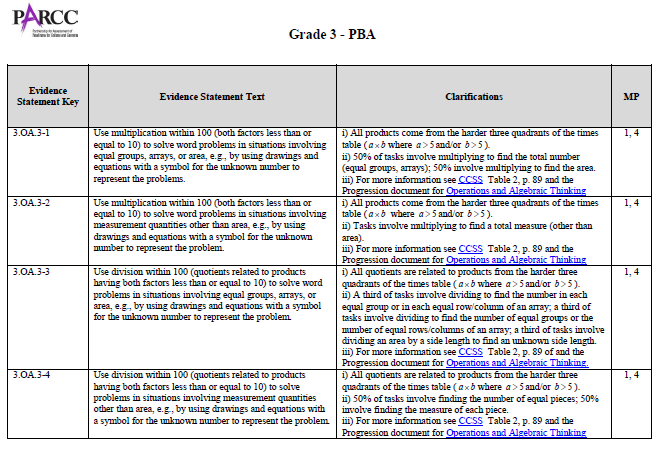 PARCC
Partnership for Assessment of
Readiness for College and Careers
Grade 3 - PBA
Evidence
Statement Key
Evidence Statement Text
Clarifications
MP
3.OA.3-1
Use multiplication within 100 (both factors less than or
equal to 10) to solve word problems in situations involving
equal groups, arrays, or area, e.g., by using drawings and
equations with a symbol for the unknown number to
represent the problems.
i) All products come from the harder three quadrants of the times
table ( a×b where a>5 and/or b>5 ).
ii) 50% of tasks involve multiplying to find the total number
(equal groups, arrays); 50% involve multiplying to find the area.
iii) For more information see CCSS Table 2, p. 89 and the
Progression document for Operations and Algebraic Thinking
1, 4
3.OA.3-2
Use multiplication within 100 (both factors less than or
equal to 10) to solve word problems in situations involving
measurement quantities other than area, e.g., by using
drawings and equations with a symbol for the unknown
number to represent the problem.
i) All products come from the harder three quadrants of the times
table ( a×b where a>5 and/or b>5 ).
ii) Tasks involve multiplying to find a total measure (other than
area).
iii) For more information see CCSS Table 2, p. 89 and the
Progression document for Operations and Algebraic Thinking
1, 4
3.OA.3-3
Use division within 100 (quotients related to products
having both factors less than or equal to 10) to solve word
problems in situations involving equal groups, arrays, or
area, e.g., by using drawings and equations with a symbol
for the unknown number to represent the problem.
i) All quotients are related to products from the harder three
quadrants of the times table ( a×b where a>5 and/or b>5 ).
ii) A third of tasks involve dividing to find the number in each
equal group or in each equal row/column of an array; a third of
tasks involve dividing to find the number of equal groups or the
number of equal rows/columns of an array; a third of tasks involve
dividing an area by a side length to find an unknown side length.
iii) For more information see CCSS Table 2, p. 89 of and the
Progression document for Operations and Algebraic Thinking.
1, 4
3.OA.3-4
Use division within 100 (quotients related to products
having both factors less than or equal to 10) to solve
problems in situations involving measurement quantities
other than area, e.g., by using drawings and equations with
a symbol for the unknown number to represent the problem.
i) All quotients are related to products from the harder three
quadrants of the times table ( a×b where a>5 and/or b>5 ).
ii) 50% of tasks involve finding the number of equal pieces; 50%
involve finding the measure of each piece.
iii) For more information see CCSS Table 2, p. 89 and the
Progression document for Operations and Algebraic Thinking
1, 4